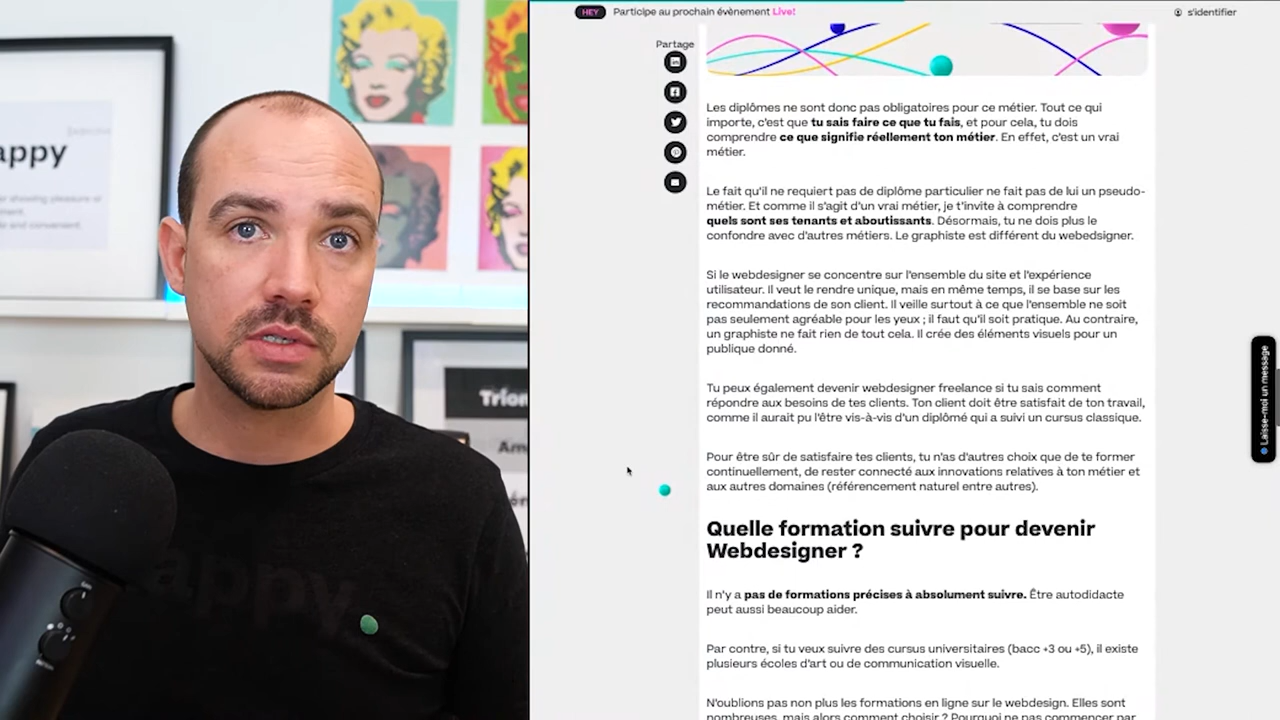 appy
HEY Participe au prochain évènement Live!
s'identifier
Partage
Les diplômes ne sont donc pas obligatoires pour ce métier. Tout ce qui
importe, c'est que tu sais faire ce que tu fais, et pour cela, tu dois
comprendre ce que signifie réellement ton métier. En effet, c'est un vrai
métier.
Le fait qu'il ne requiert pas de diplôme particulier ne fait pas de lui un pseudo-
métier. Et comme il s'agit d'un vrai métier, je t'invite à comprendre
quels sont ses tenants et aboutissants. Désormais, tu ne dois plus le
confondre avec d'autres métiers. Le graphiste est différent du webedsigner.
Si le webdesigner se concentre sur l'ensemble du site et l'expérience
utilisateur. Il veut le rendre unique, mais en même temps, il se base sur les
recommandations de son client. Il veille surtout à ce que l'ensemble ne soit
pas seulement agréable pour les yeux ; il faut qu'il soit pratique. Au contraire,
un graphiste ne fait rien de tout cela. Il crée des éléments visuels pour un
publique donné.
Tu peux également devenir webdesigner freelance si tu sais comment
répondre aux besoins de tes clients. Ton client doit être satisfait de ton travail,
comme il aurait pu l'être vis-à-vis d'un diplômé qui a suivi un cursus classique.
Pour être sûr de satisfaire tes clients, tu n'as d'autres choix que de te former
continuellement, de rester connecté aux innovations relatives à ton métier et
aux autres domaines (référencement naturel entre autres).
Quelle formation suivre pour devenir
Webdesigner ?
Il n'y a pas de formations précises à absolument suivre. Être autodidacte
peut aussi beaucoup aider.
Par contre, si tu veux suivre des cursus universitaires (bacc +3 ou +5), il existe
plusieurs écoles d'art ou de communication visuelle.
N'oublions pas non plus les formations en ligne sur le webdesign. Elles sont
nombreuses, mais alors comment choisir ? Pourquoi ne pas commencer par
Laisse-moi un message
appy